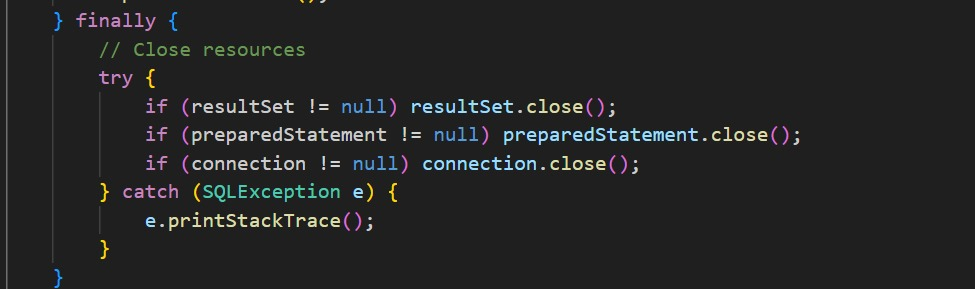 } finally {
// Close resources
try {
if (resultSet != null) resultSet.close();
if (preparedStatement != null) preparedStatement.close();
if (connection != null) connection.close();
} catch (SQLException e) {
e.printStackTrace();
}
}